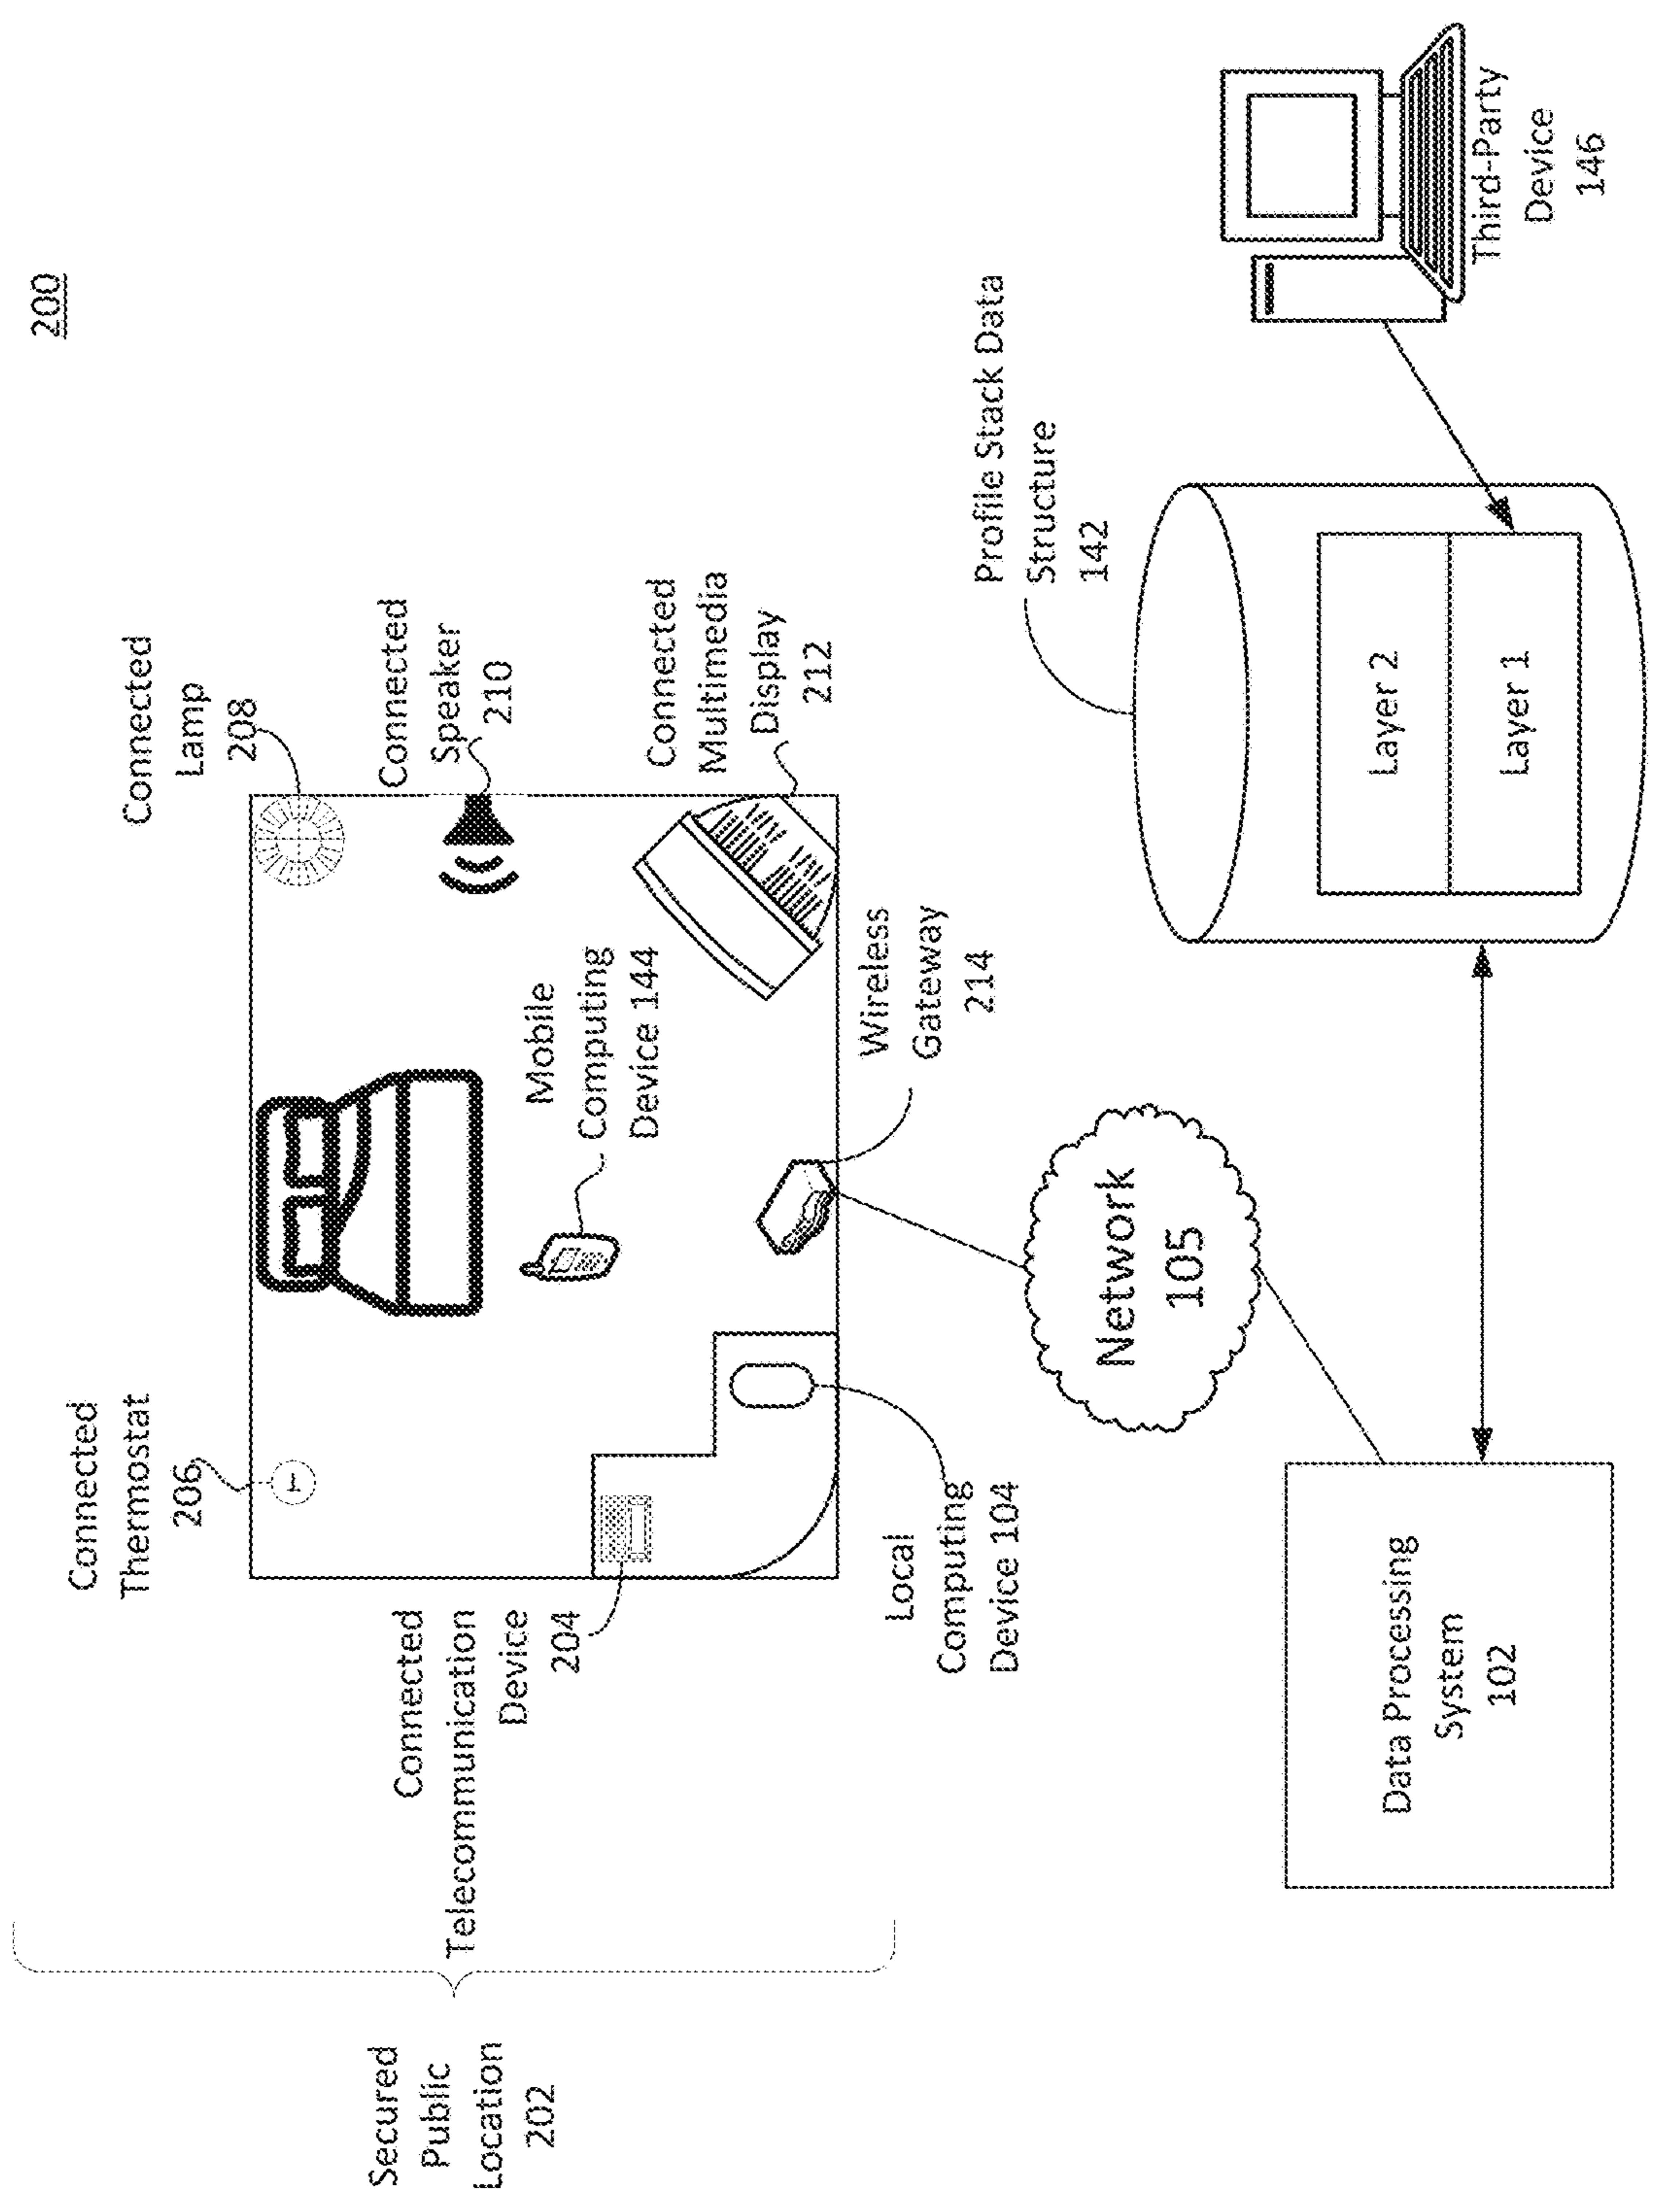 200
Secured
Public
Location
202
Connected
Thermostat
206
Connected
Lamp
208
Connected
Telecommunication
Device
204
Connected
Speaker
210
Mobile
Computing
Device 144
Connected
Multimedia
Display
212
Local
Computing
Device 104
Wireless
Gateway
214
Network
105
Profile Stack Data
Structure
142
Data Processing
System
102
Layer 2
Layer 1
Third-Party
Device
146